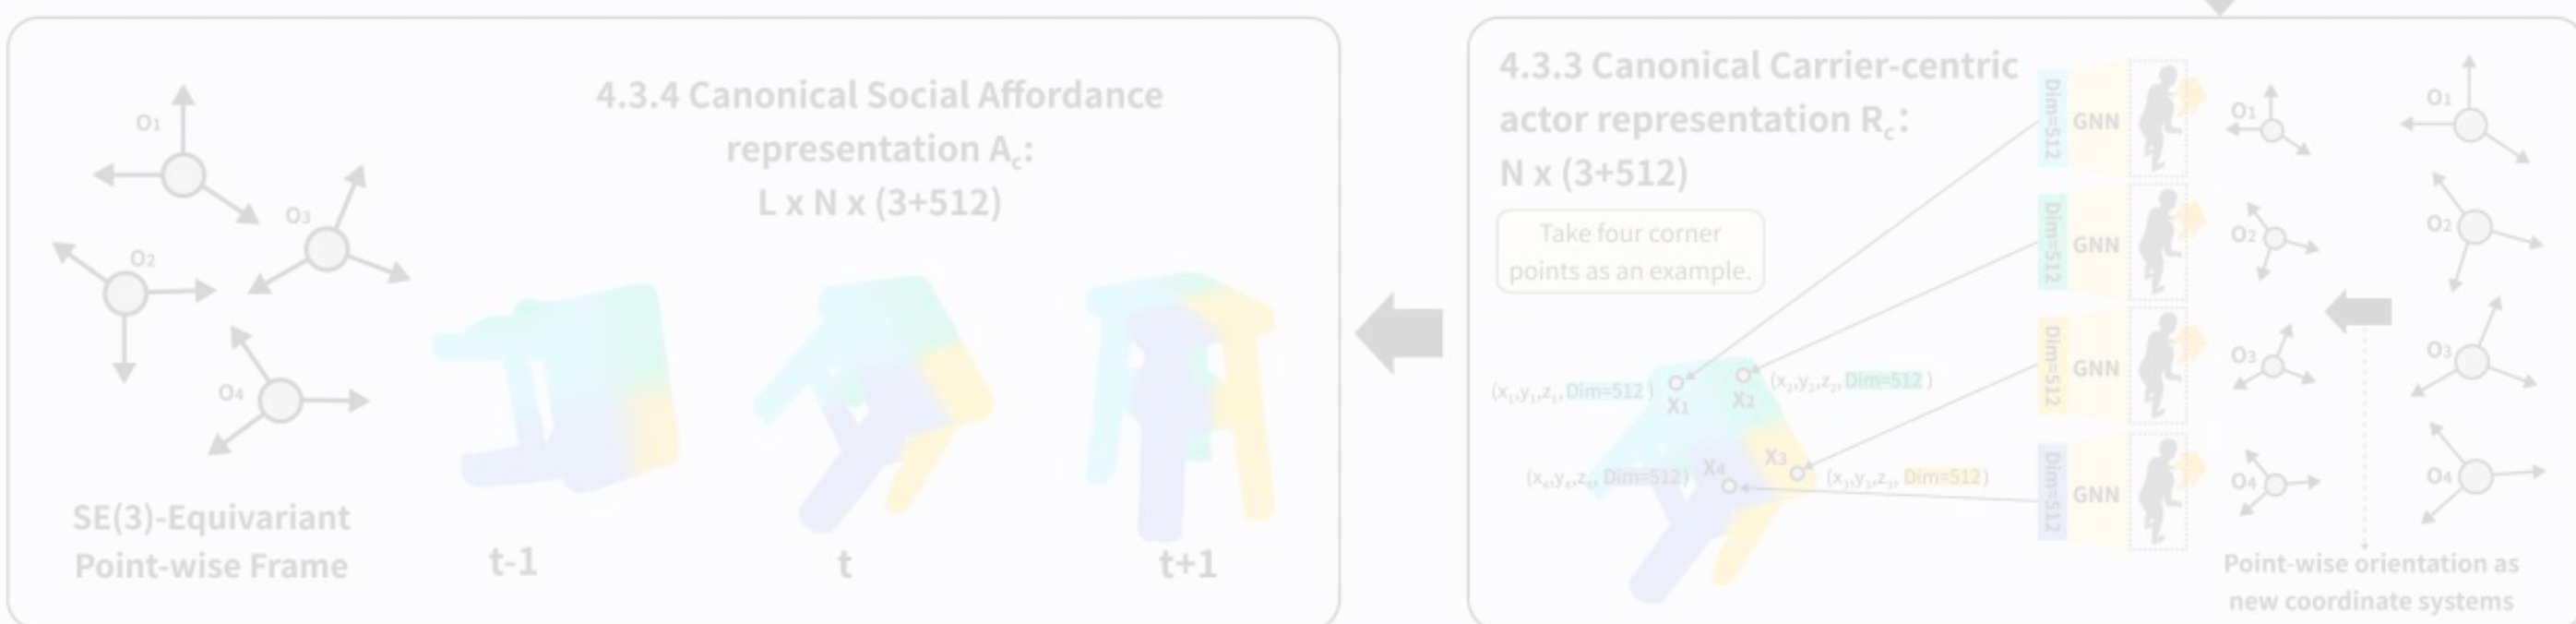 4.3.4 Canonical Social Affordance
representation Ac:
L x N x (3+512)
O1
O3
O2
O4
SE(3)-Equivariant
Point-wise Frame
t-1
t
t+1
4.3.3 Canonical Carrier-centric
actor representation Rc:
N x (3+512)
Take four corner
points as an example.
(x1,y1,z1, Dim=512 )
X1
X2
(x2,y2,z2, Dim=512 )
(x4,y4,z4, Dim=512)
X4
X3
(x3,y3,z3, Dim=512)
Dim=512
GNN
Dim=512
GNN
Dim=512
GNN
Dim=512
GNN
O1
O2
O3
O4
O1
O2
O3
O4
Point-wise orientation as
new coordinate systems